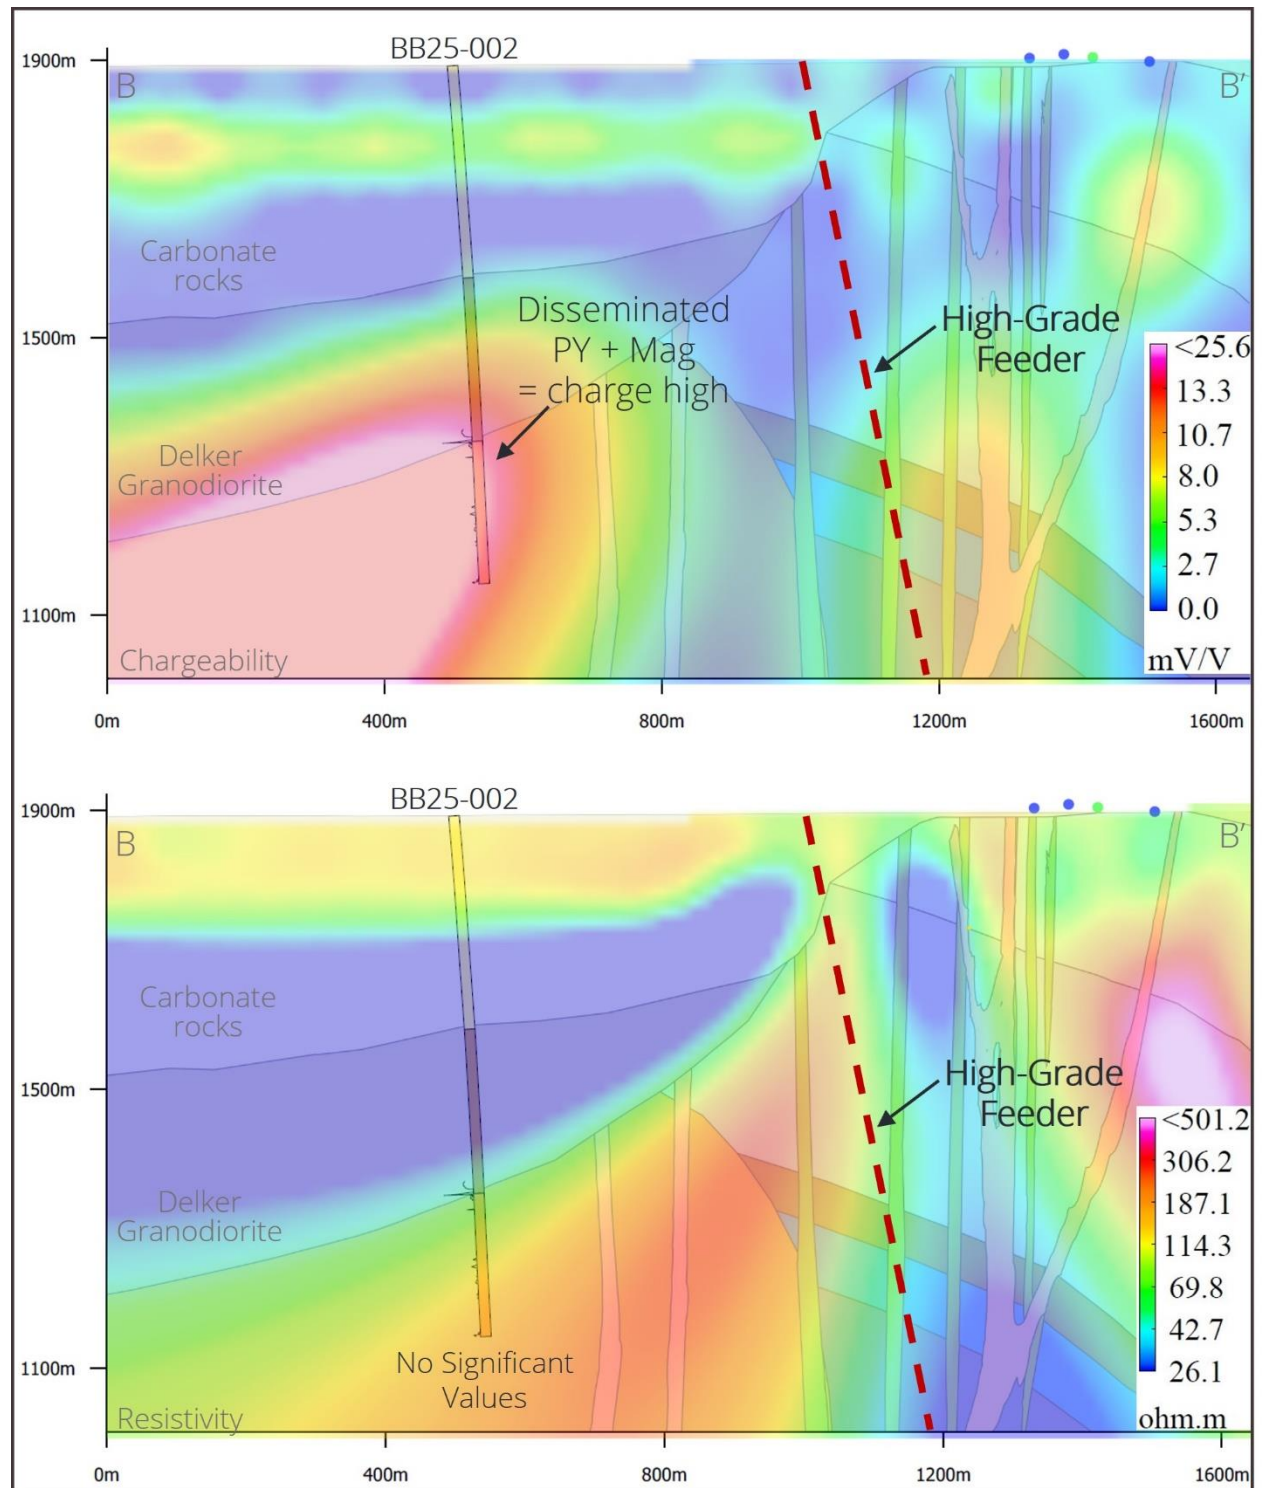 BB25-002
1900m
B
B'
Carbonate
rocks
1500m
Disseminated
PY + Mag
= charge high
High-Grade
Feeder
<25.6
13.3
10.7
8.0
5.3
2.7
0.0
mV/V
Delker
Granodiorite
1100m
Chargeability
0m
400m
800m
1200m
1600m
BB25-002
1900m
B
B'
Carbonate
rocks
1500m
High-Grade
Feeder
<501.2
306.2
187.1
114.3
69.8
42.7
26.1
ohm.m
Delker
Granodiorite
1100m
No Significant
Values
Resistivity
0m
400m
800m
1200m
1600m